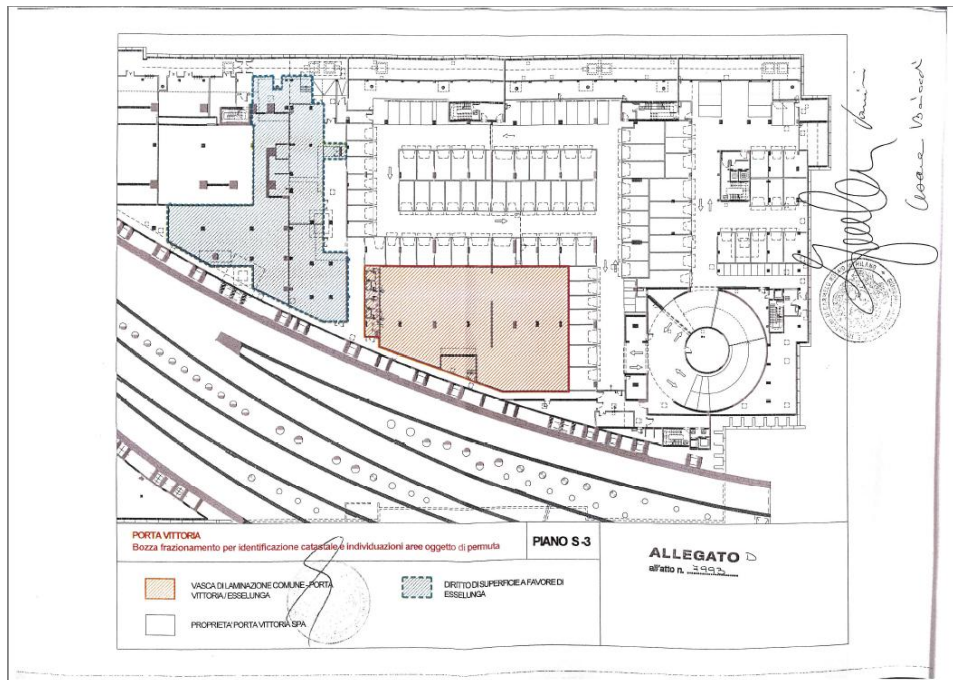 PORTA VITTORIA
Bozza frazionamento per identificazione catastale e individuazioni aree oggetto di permuta
PIANO S-3
VASCA DI LAMINAZIONE COMUNE - PORTA
VITTORIA / ESSELUNGA
DIRITTO DI SUPERFICIE A FAVORE DI
ESSELUNGA
PROPRIETA' PORTA VITTORIA SPA
ALLEGATO D
all'atto n. 7993